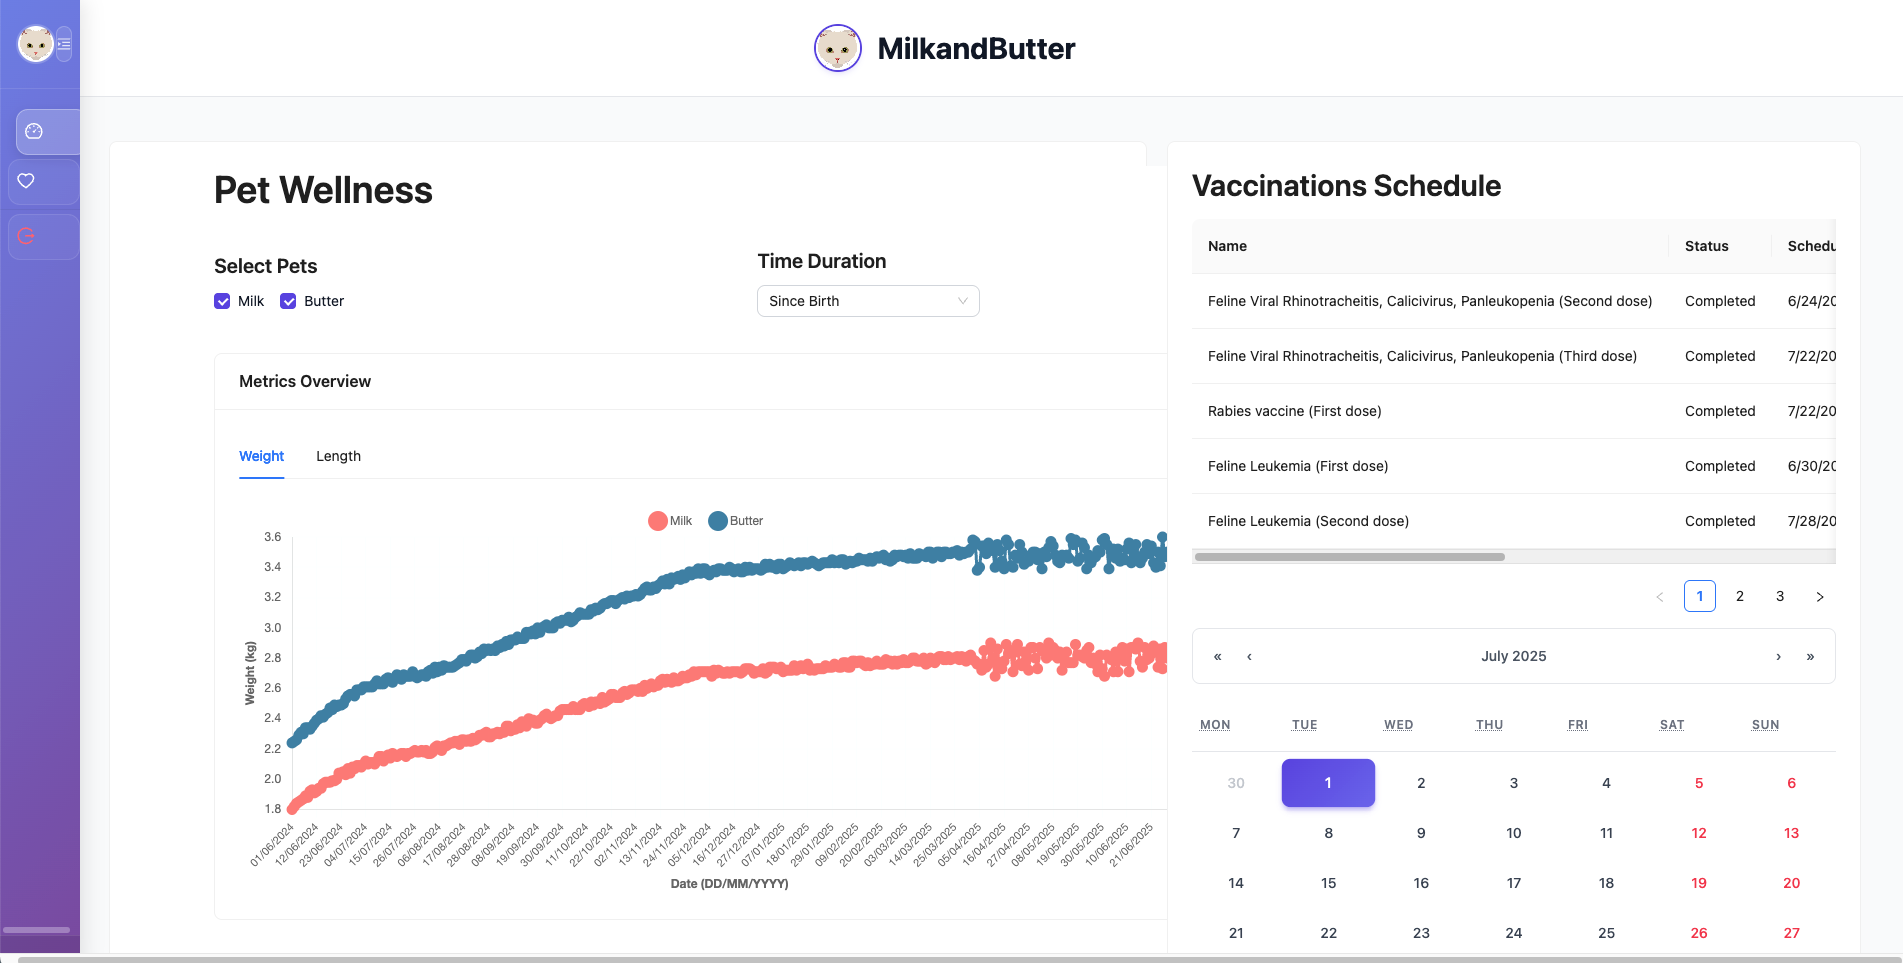 MilkandButter
Pet Wellness
Select Pets
Milk Butter
Time Duration
Since Birth
Metrics Overview
Weight Length
Milk Butter
3.6
3.4
3.2
3.0
2.8
2.6
2.4
2.2
2.0
1.8
Weight (kg)
01/06/2024 12/06/2024 23/06/2024 04/07/2024 15/07/2024 26/07/2024 06/08/2024 17/08/2024 28/08/2024 08/09/2024 19/09/2024 30/09/2024 11/10/2024 22/10/2024 02/11/2024 13/11/2024 24/11/2024 05/12/2024 16/12/2024 27/12/2024 07/01/2025 18/01/2025 29/01/2025 09/02/2025 20/02/2025 03/03/2025 14/03/2025 25/03/2025 05/04/2025 16/04/2025 27/04/2025 08/05/2025 19/05/2025 30/05/2025 10/06/2025 21/06/2025
Date (DD/MM/YYYY)
Vaccinations Schedule
Name Status Schedu
Feline Viral Rhinotracheitis, Calicivirus, Panleukopenia (Second dose) Completed 6/24/20
Feline Viral Rhinotracheitis, Calicivirus, Panleukopenia (Third dose) Completed 7/22/20
Rabies vaccine (First dose) Completed 7/22/20
Feline Leukemia (First dose) Completed 6/30/20
Feline Leukemia (Second dose) Completed 7/28/20
< 1 2 3 >
« ‹ July 2025 › »
MON TUE WED THU FRI SAT SUN
30 1 2 3 4 5 6
7 8 9 10 11 12 13
14 15 16 17 18 19 20
21 22 23 24 25 26 27